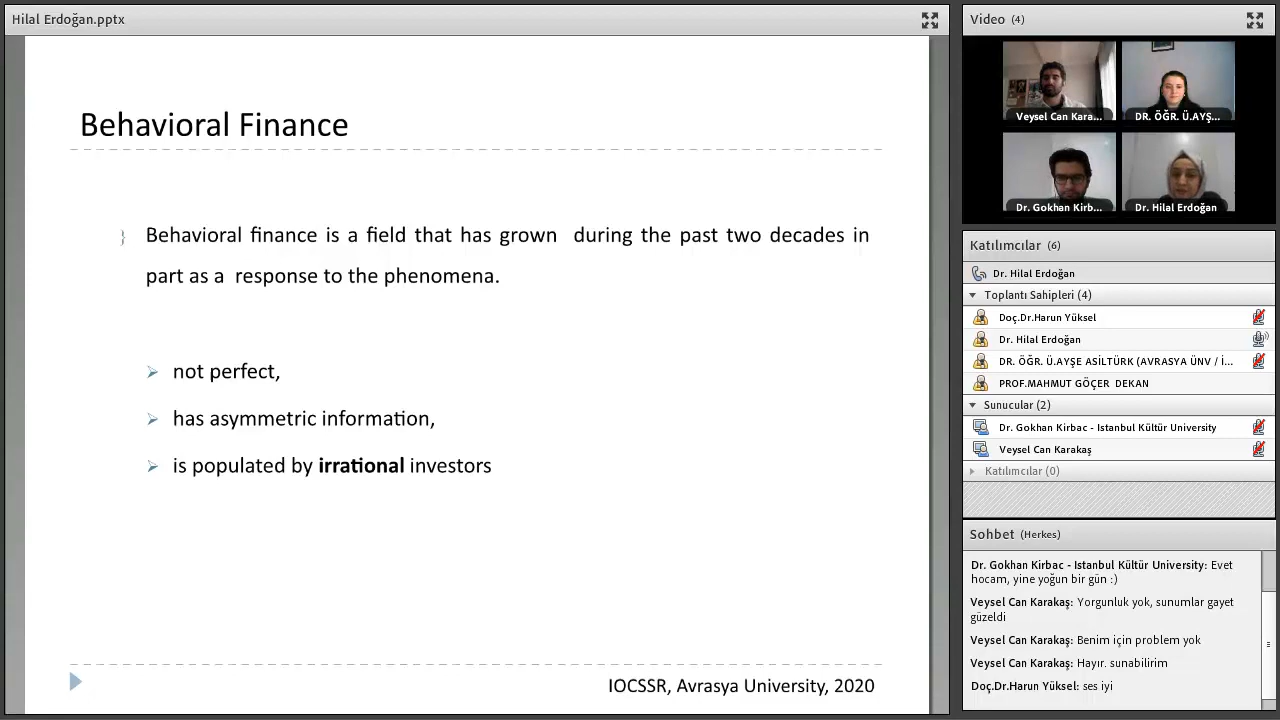 Hilal Erdoğan.pptx
Behavioral Finance
Behavioral finance is a field that has grown during the past two decades in
part as a response to the phenomena.
not perfect,
has asymmetric information,
is populated by irrational investors
IOCSSR, Avrasya University, 2020
Video (4)
Veysel Can Kara...
DR. ÖĞR. Ü.AYŞ...
Dr. Gokhan Kirb...
Dr. Hilal Erdoğan
Katılımcılar (6)
Dr. Hilal Erdoğan
Toplantı Sahipleri (4)
Doç.Dr.Harun Yüksel
Dr. Hilal Erdoğan
DR. ÖĞR. Ü.AYŞE ASİLTÜRK (AVRASYA ÜNV / İ...
PROF.MAHMUT GÖÇER DEKAN
Sunucular (2)
Dr. Gokhan Kirbac - Istanbul Kültür University
Veysel Can Karakaş
Katılımcılar (0)
Sohbet (Herkes)
Dr. Gokhan Kirbac - Istanbul Kültür University: Evet
hocam, yine yoğun bir gün :)
Veysel Can Karakaş: Yorgunluk yok, sunumlar gayet
güzeldi
Veysel Can Karakaş: Benim için problem yok
Veysel Can Karakaş: Hayır. sunabilirim
Doç.Dr.Harun Yüksel: ses iyi